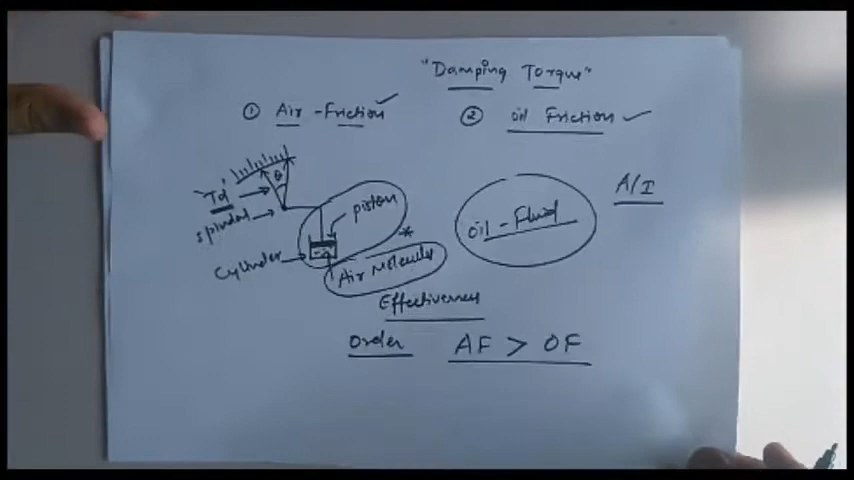 "Damping Torque"
① Air-Friction ✓
② oil Friction ✓
"Td"
θ
spindal
piston
Cylinder
Air Molecules
*
oil-Fluid
A/I
Effectiveness
Order AF > OF